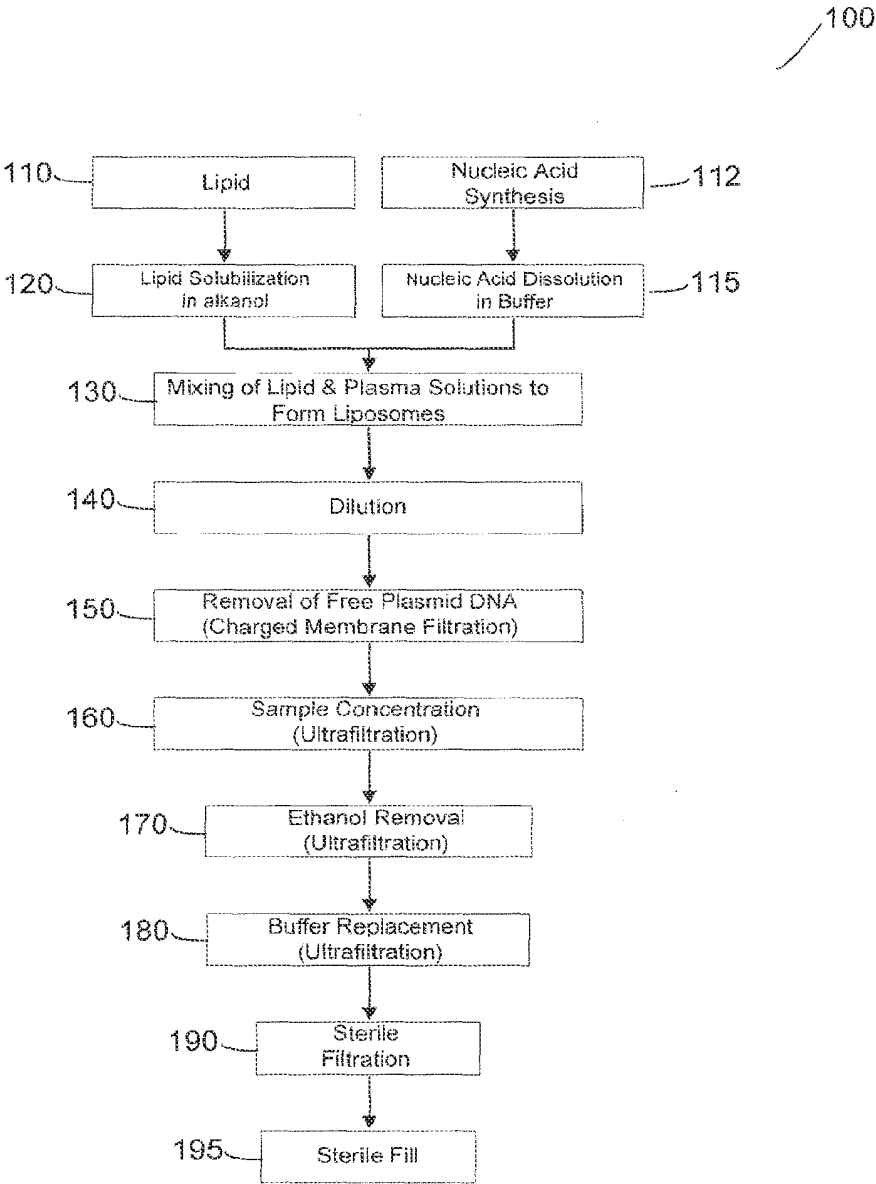 100
110
Lipid
Nucleic Acid
Synthesis
112
120
Lipid Solubilization
in alkanol
Nucleic Acid Dissolution
in Buffer
115
130
Mixing of Lipid & Plasma Solutions to
Form Liposomes
140
Dilution
150
Removal of Free Plasmid DNA
(Charged Membrane Filtration)
160
Sample Concentration
(Ultrafiltration)
170
Ethanol Removal
(Ultrafiltration)
180
Buffer Replacement
(Ultrafiltration)
190
Sterile
Filtration
195
Sterile Fill